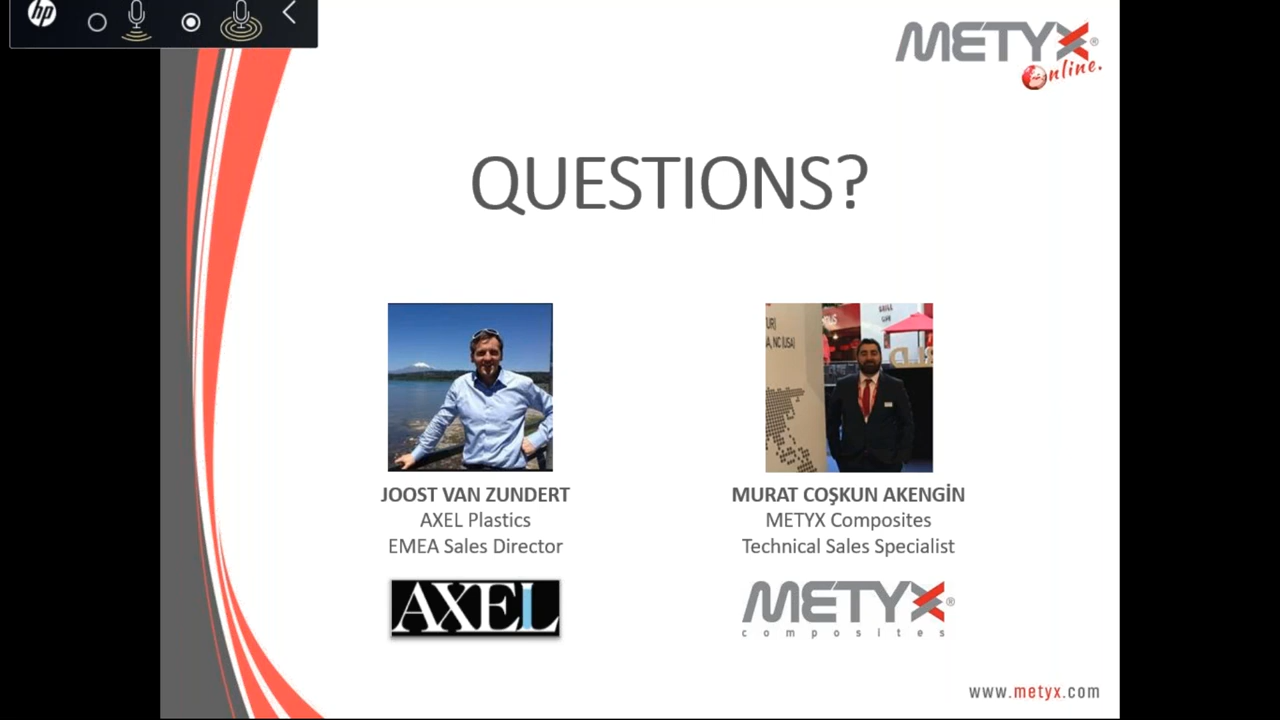 hp
METYX®
Online.
QUESTIONS?
JOOST VAN ZUNDERT
AXEL Plastics
EMEA Sales Director
AXEL
MURAT COŞKUN AKENGİN
METYX Composites
Technical Sales Specialist
METYX®
composites
www.metyx.com